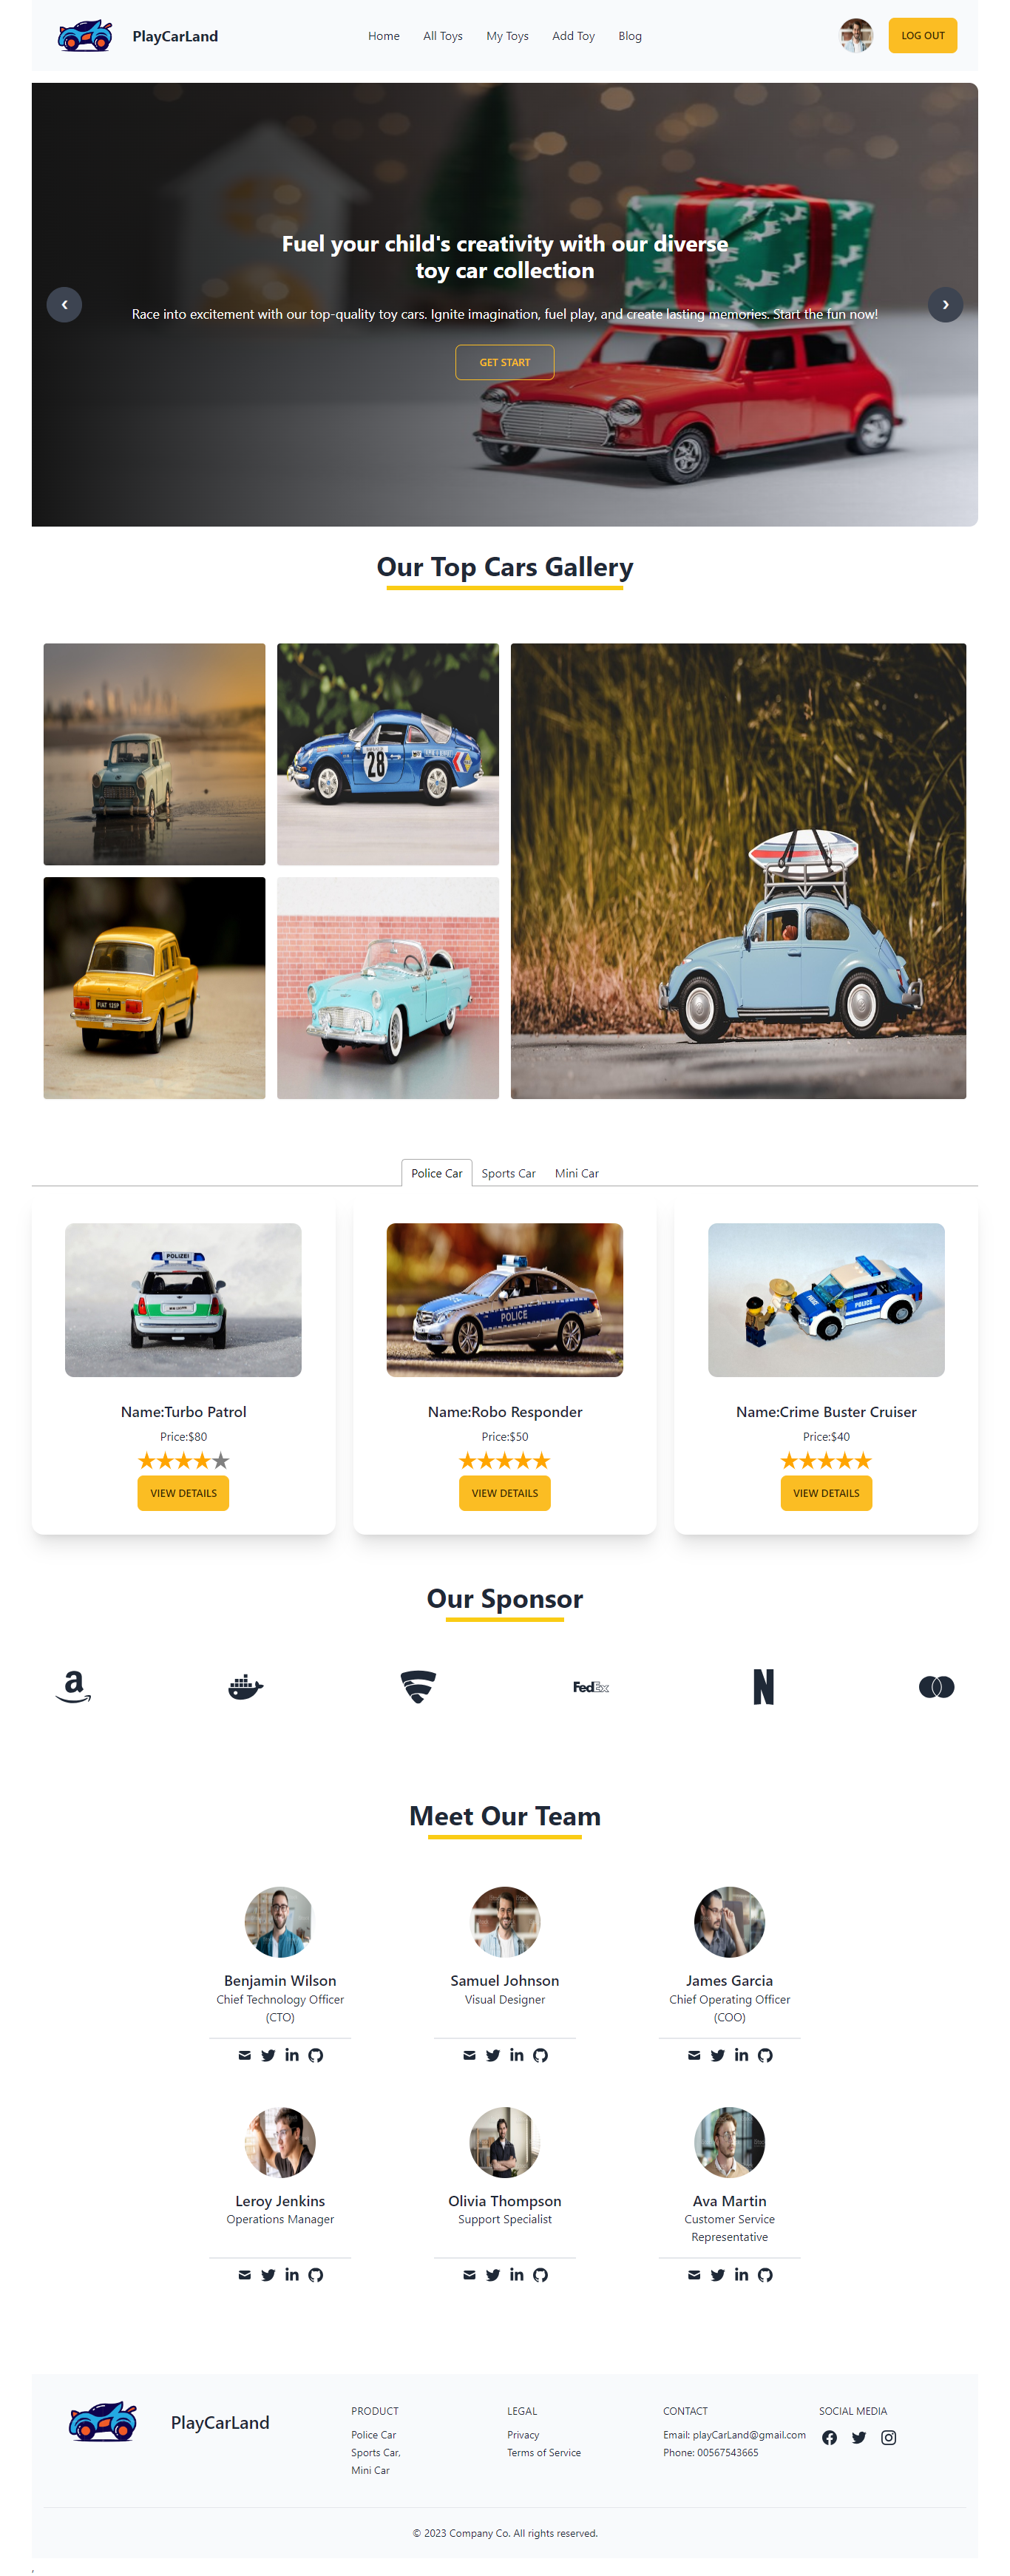 PlayCarLand
Home
All Toys
My Toys
Add Toy
Blog
LOG OUT
Fuel your child's creativity with our diverse
toy car collection
❮
❯
Race into excitement with our top-quality toy cars. Ignite imagination, fuel play, and create lasting memories. Start the fun now!
GET START
Our Top Cars Gallery
28
FIAT 125P
Police Car
Sports Car
Mini Car
POLIZEI
POLICE
POLICE
Name:Turbo Patrol
Name:Robo Responder
Name:Crime Buster Cruiser
Price:$80
Price:$50
Price:$40
VIEW DETAILS
VIEW DETAILS
VIEW DETAILS
Our Sponsor
a
FedEx
N
Meet Our Team
Benjamin Wilson
Chief Technology Officer
(CTO)
Samuel Johnson
Visual Designer
James Garcia
Chief Operating Officer
(COO)
Leroy Jenkins
Operations Manager
Olivia Thompson
Support Specialist
Ava Martin
Customer Service
Representative
PlayCarLand
PRODUCT
Police Car
Sports Car,
Mini Car
LEGAL
Privacy
Terms of Service
CONTACT
Email: playCarLand@gmail.com
Phone: 00567543665
SOCIAL MEDIA
© 2023 Company Co. All rights reserved.
,